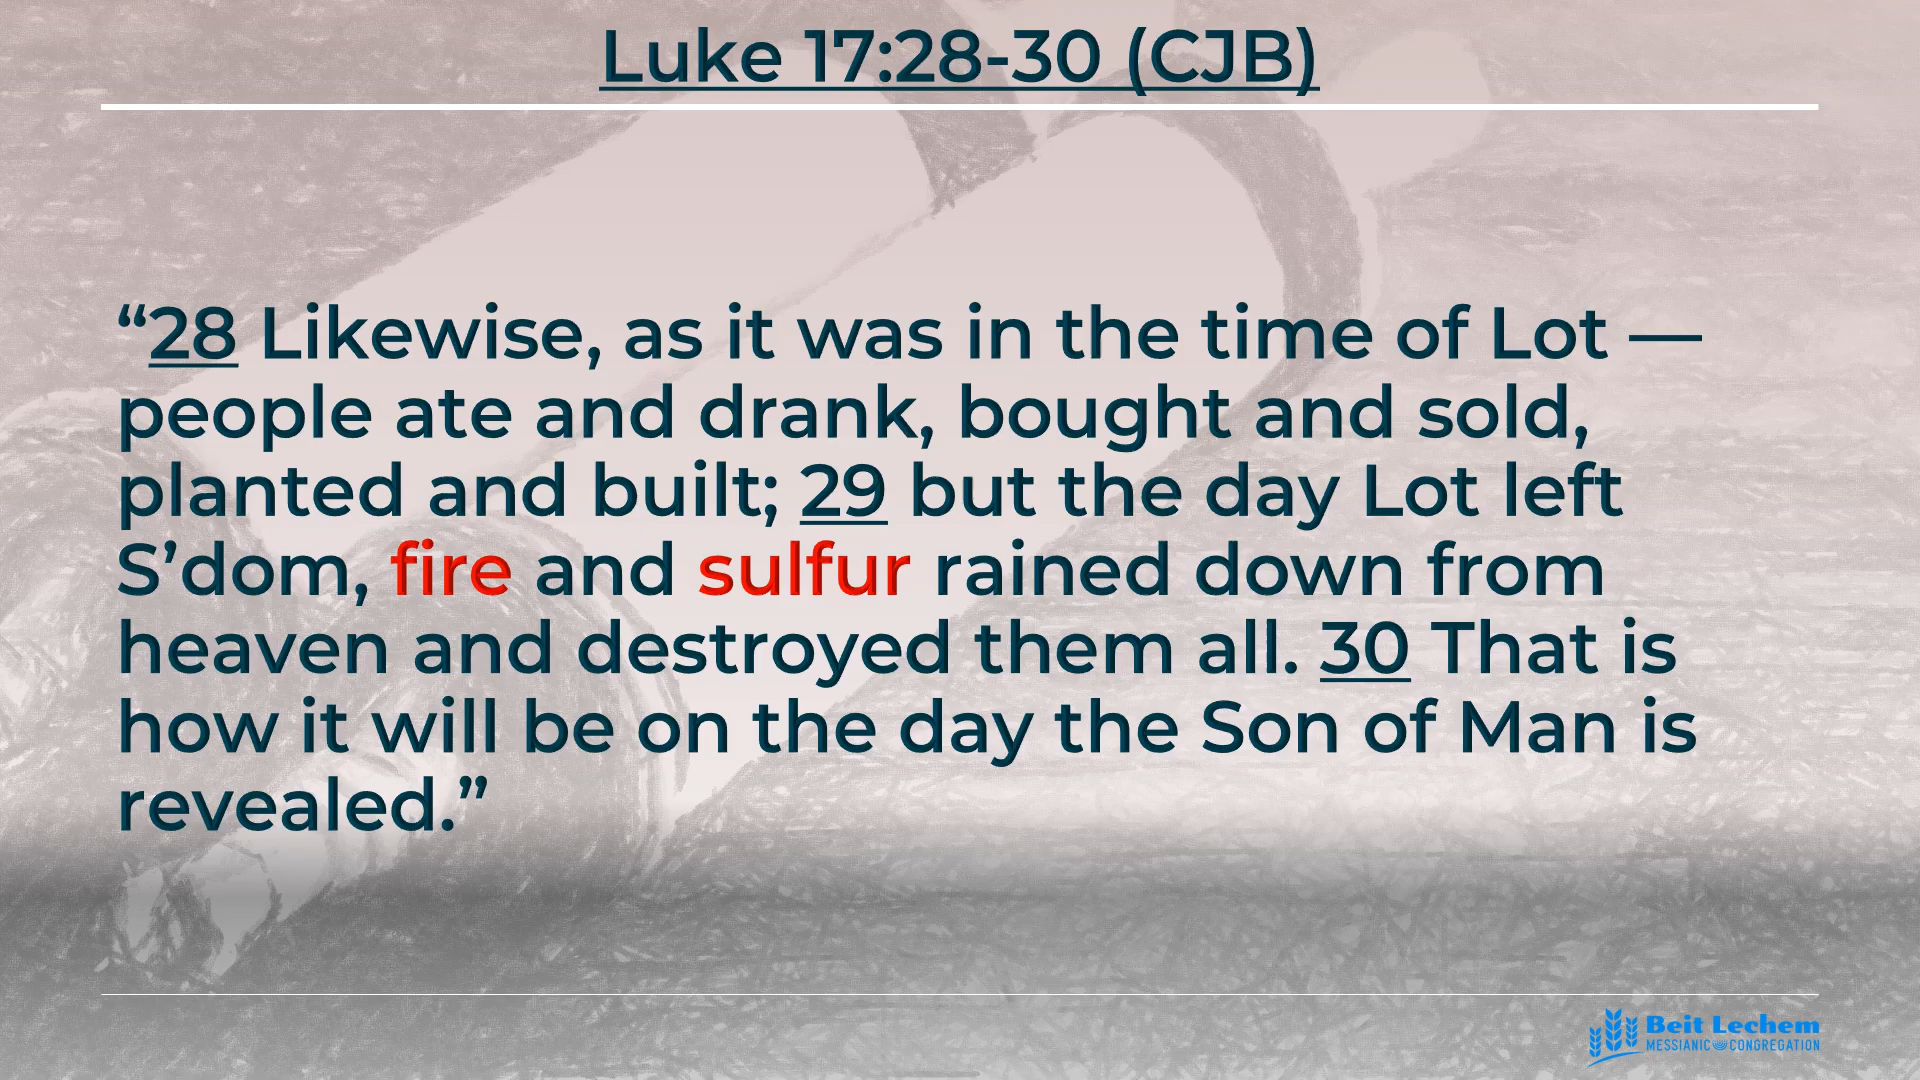 Luke 17:28-30 (CJB)
“28 Likewise, as it was in the time of Lot —
people ate and drank, bought and sold,
planted and built; 29 but the day Lot left
S’dom, fire and sulfur rained down from
heaven and destroyed them all. 30 That is
how it will be on the day the Son of Man is
revealed.”
Beit Lechem
MESSIANIC CONGREGATION